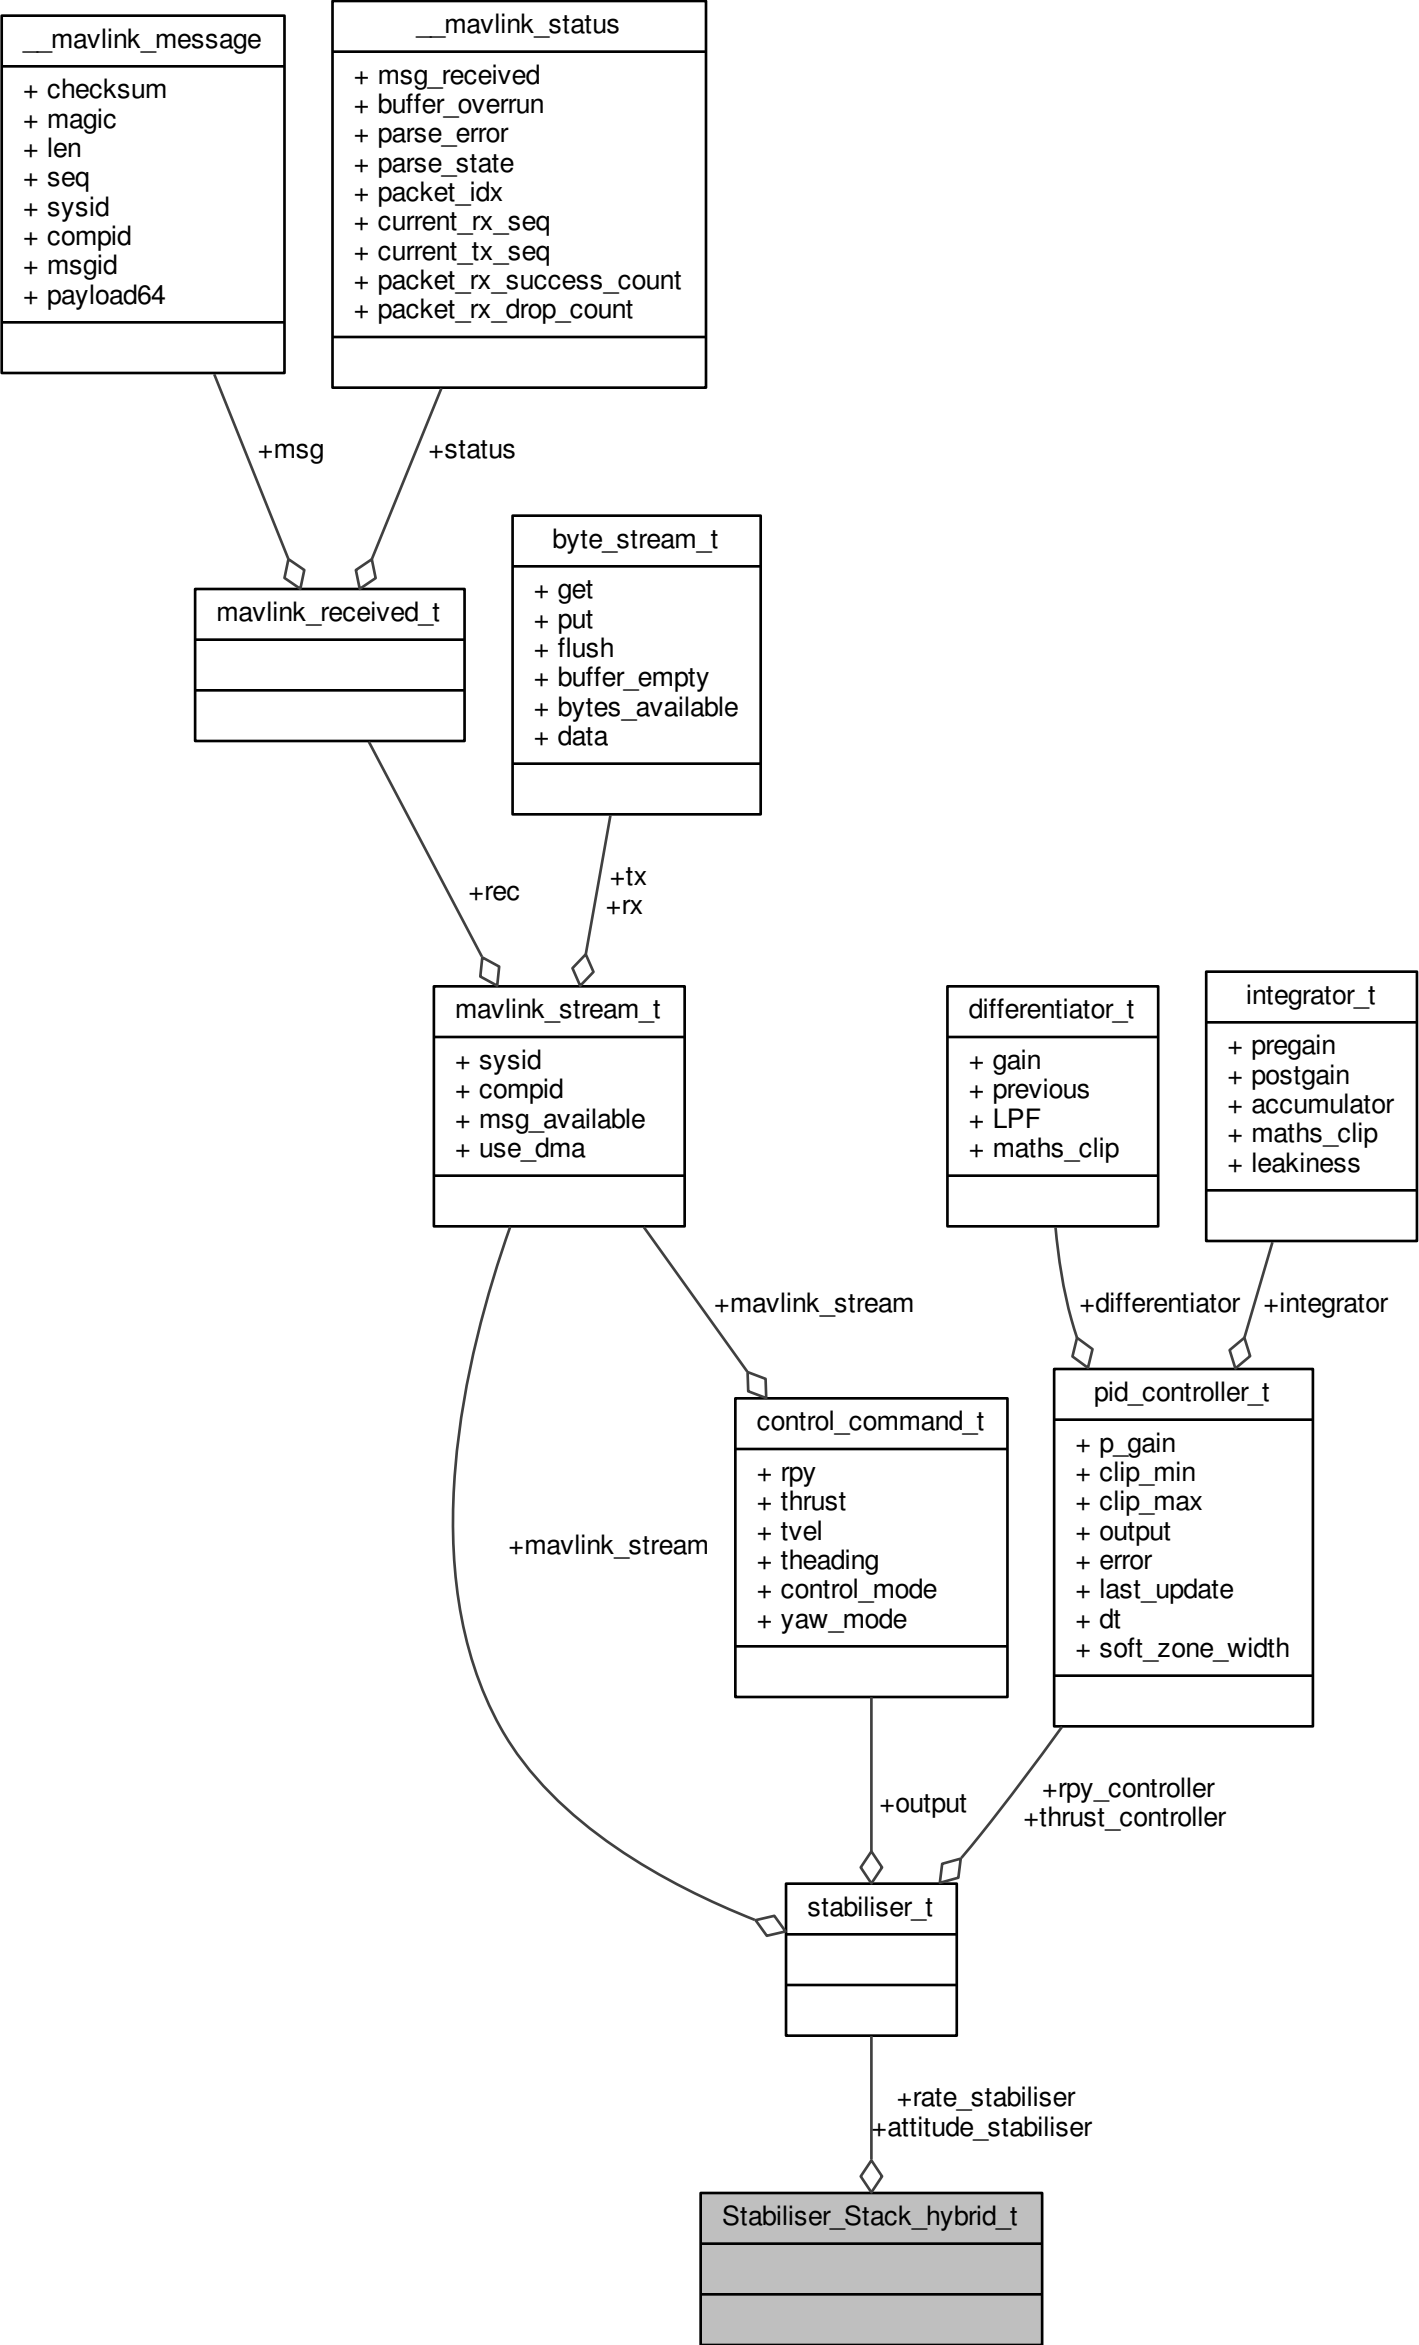 __mavlink_message
+ checksum
+ magic
+ len
+ seq
+ sysid
+ compid
+ msgid
+ payload64
__mavlink_status
+ msg_received
+ buffer_overrun
+ parse_error
+ parse_state
+ packet_idx
+ current_rx_seq
+ current_tx_seq
+ packet_rx_success_count
+ packet_rx_drop_count
+msg
+status
mavlink_received_t
byte_stream_t
+ get
+ put
+ flush
+ buffer_empty
+ bytes_available
+ data
+rec
+tx
+rx
mavlink_stream_t
+ sysid
+ compid
+ msg_available
+ use_dma
differentiator_t
+ gain
+ previous
+ LPF
+ maths_clip
integrator_t
+ pregain
+ postgain
+ accumulator
+ maths_clip
+ leakiness
+mavlink_stream
+differentiator
+integrator
control_command_t
+ rpy
+ thrust
+ tvel
+ theading
+ control_mode
+ yaw_mode
pid_controller_t
+ p_gain
+ clip_min
+ clip_max
+ output
+ error
+ last_update
+ dt
+ soft_zone_width
+mavlink_stream
+output
+rpy_controller
+thrust_controller
stabiliser_t
+rate_stabiliser
+attitude_stabiliser
Stabiliser_Stack_hybrid_t